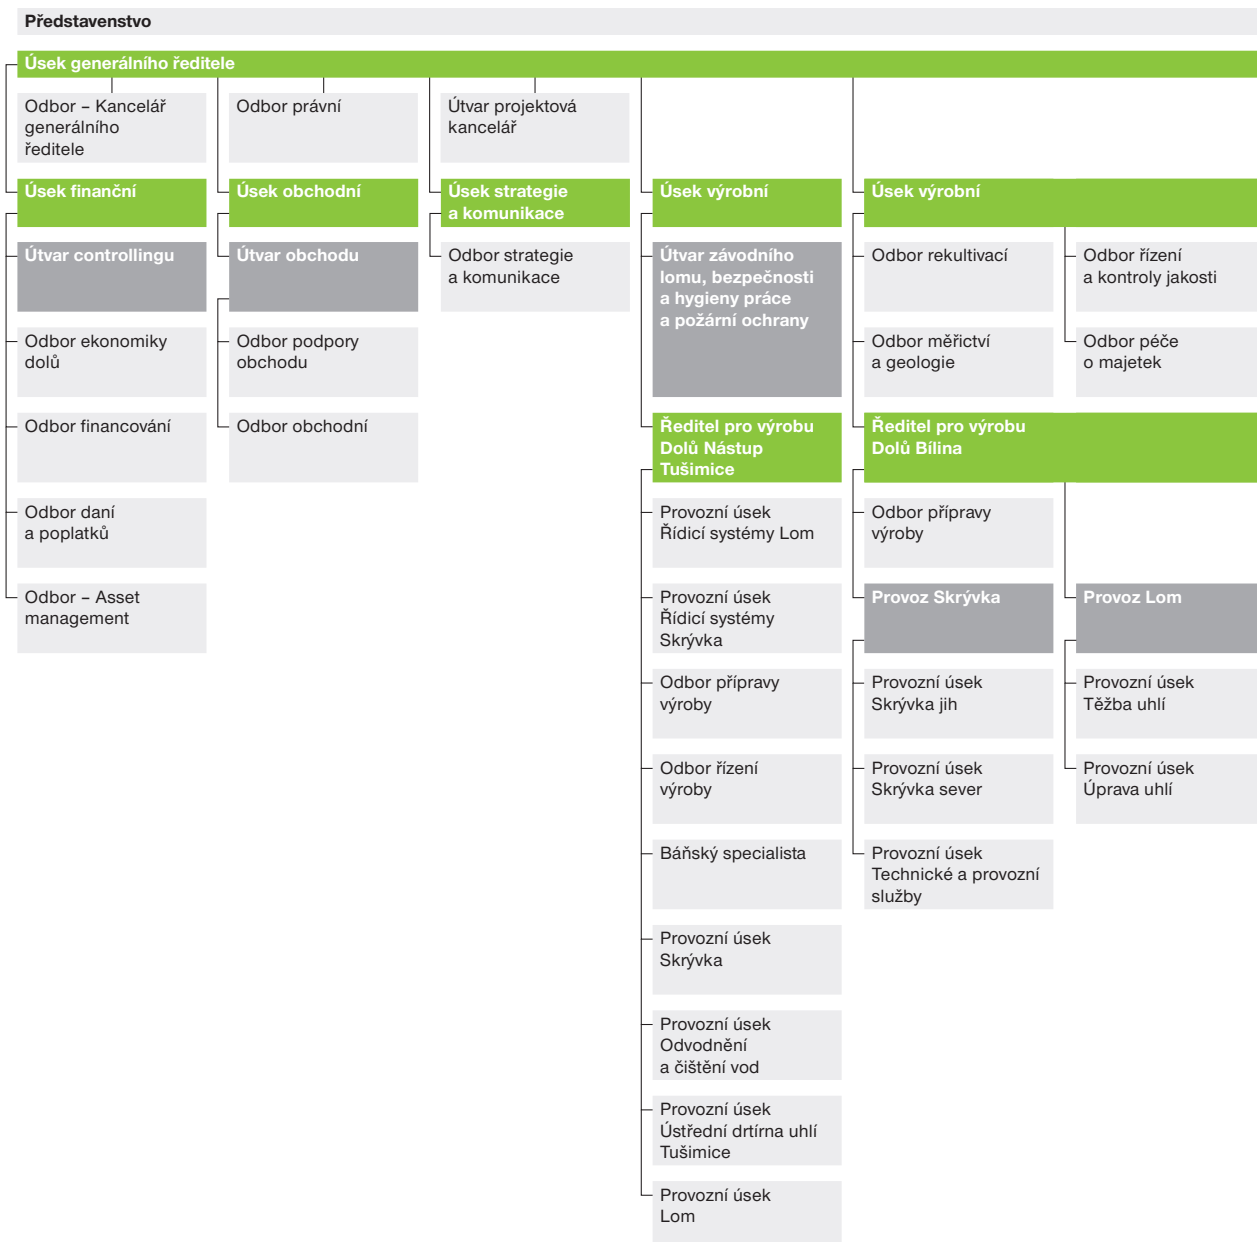 Představenstvo
Úsek generálního ředitele
Odbor – Kancelář
generálního
ředitele
Odbor právní
Útvar projektová
kancelář
Úsek finanční
Úsek obchodní
Úsek strategie
a komunikace
Úsek výrobní
Úsek výrobní
Útvar controllingu
Útvar obchodu
Odbor strategie
a komunikace
Útvar závodního
lomu, bezpečnosti
a hygieny práce
a požární ochrany
Odbor rekultivací
Odbor řízení
a kontroly jakosti
Odbor ekonomiky
dolů
Odbor podpory
obchodu
Odbor měřictví
a geologie
Odbor péče
o majetek
Odbor financování
Odbor obchodní
Ředitel pro výrobu
Dolů Nástup
Tušimice
Ředitel pro výrobu
Dolů Bílina
Odbor daní
a poplatků
Provozní úsek
Řídicí systémy Lom
Odbor přípravy
výroby
Odbor – Asset
management
Provozní úsek
Řídicí systémy
Skrývka
Provoz Skrývka
Provoz Lom
Odbor přípravy
výroby
Provozní úsek
Skrývka jih
Provozní úsek
Těžba uhlí
Odbor řízení
výroby
Provozní úsek
Skrývka sever
Provozní úsek
Úprava uhlí
Báňský specialista
Provozní úsek
Technické a provozní
služby
Provozní úsek
Skrývka
Provozní úsek
Odvodnění
a čištění vod
Provozní úsek
Ústřední drtírna uhlí
Tušimice
Provozní úsek
Lom